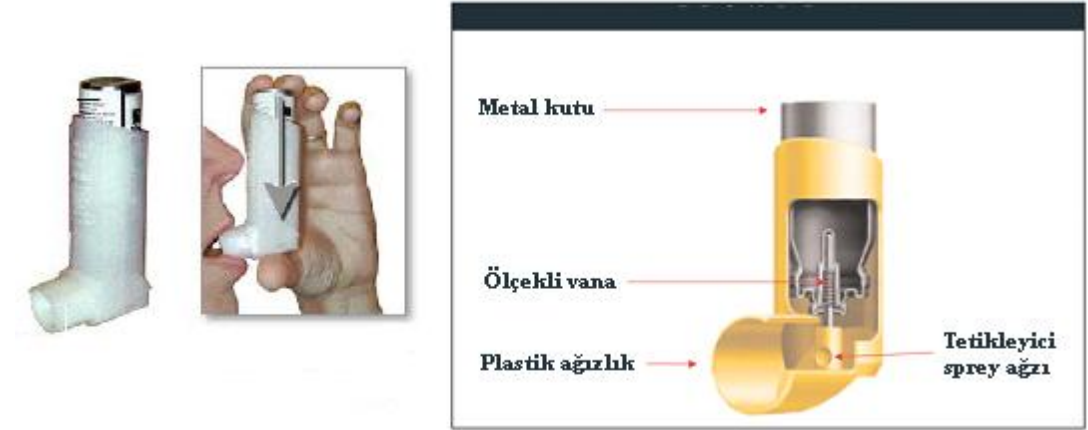 Metal kutu
Ölçekli vana
Plastik ağızlık
Tetikleyici
sprey ağzı